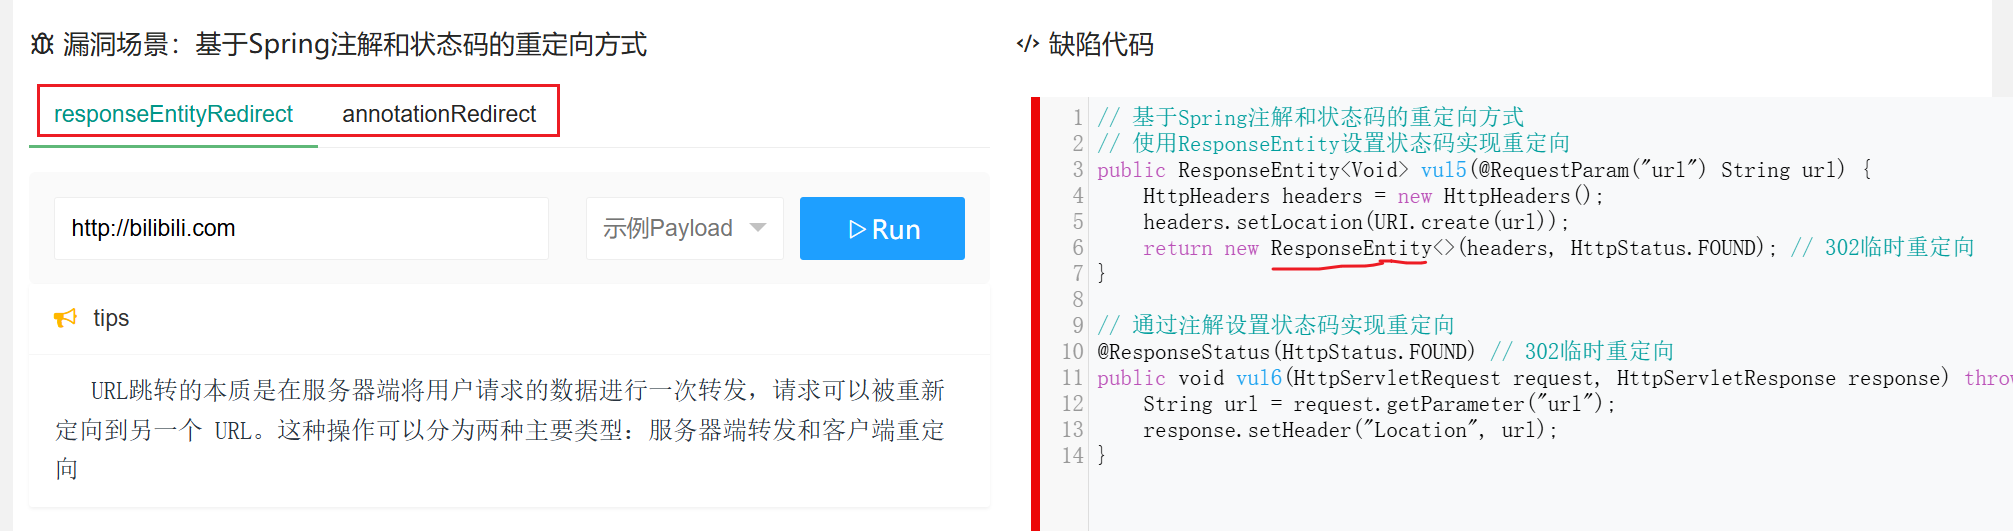 漏洞场景：基于Spring注解和状态码的重定向方式
responseEntityRedirect annotationRedirect
http://bilibili.com 示例Payload Run
tips
URL跳转的本质是在服务器端将用户请求的数据进行一次转发，请求可以被重新
定向到另一个 URL。这种操作可以分为两种主要类型：服务器端转发和客户端重定
向
</> 缺陷代码
1 // 基于Spring注解和状态码的重定向方式
2 // 使用ResponseEntity设置状态码实现重定向
3 public ResponseEntity<Void> vul5(@RequestParam("url") String url) {
4 HttpHeaders headers = new HttpHeaders();
5 headers.setLocation(URI.create(url));
6 return new ResponseEntity<>(headers, HttpStatus.FOUND); // 302临时重定向
7 }
8
9 // 通过注解设置状态码实现重定向
10 @ResponseStatus(HttpStatus.FOUND) // 302临时重定向
11 public void vul6(HttpServletRequest request, HttpServletResponse response) throw
12 String url = request.getParameter("url");
13 response.setHeader("Location", url);
14 }